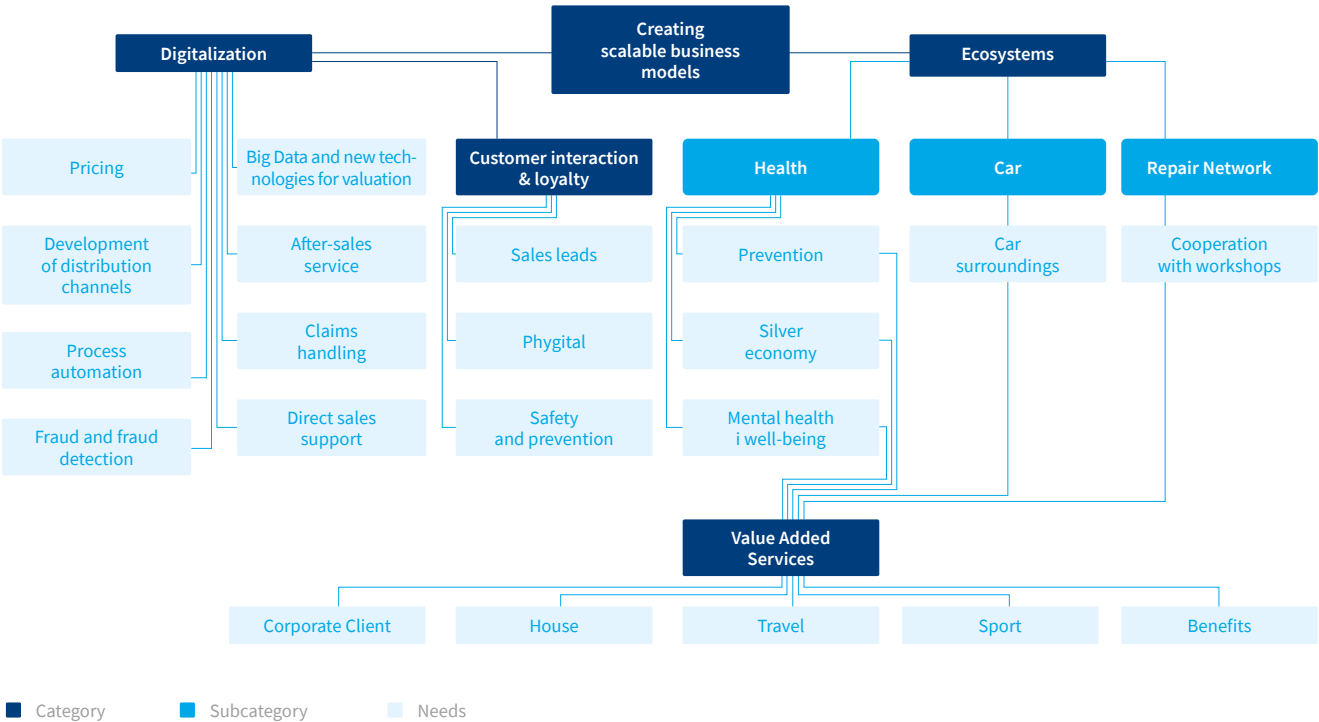 Creating
scalable business
models
Digitalization
Ecosystems
Pricing
Big Data and new tech-
nologies for valuation
Customer interaction
& loyalty
Health
Car
Repair Network
Development
of distribution
channels
After-sales
service
Sales leads
Prevention
Car
surroundings
Cooperation
with workshops
Process
automation
Claims
handling
Phygital
Silver
economy
Fraud and fraud
detection
Direct sales
support
Safety
and prevention
Mental health
i well-being
Value Added
Services
Corporate Client
House
Travel
Sport
Benefits
Category
Subcategory
Needs